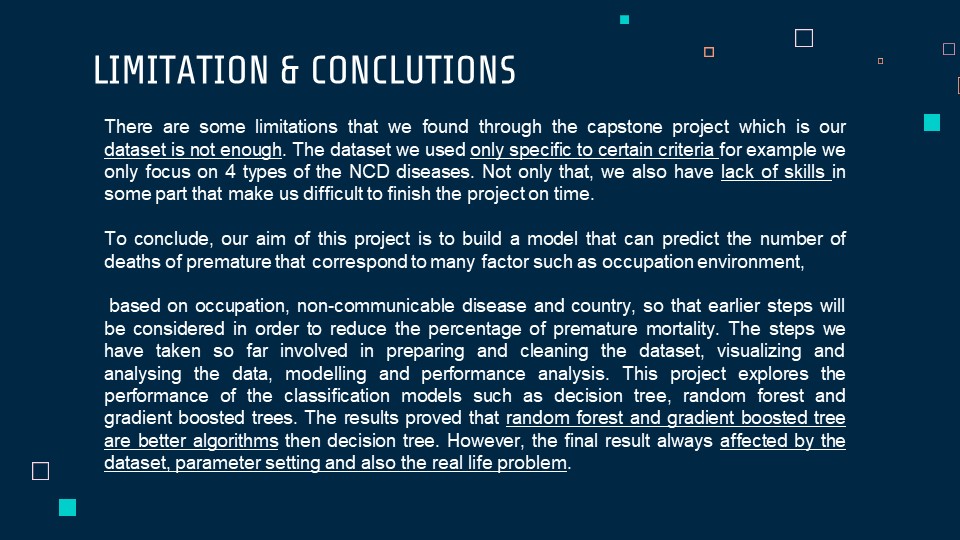 LIMITATION & CONCLUTIONS
There are some limitations that we found through the capstone project which is our
dataset is not enough. The dataset we used only specific to certain criteria for example we
only focus on 4 types of the NCD diseases. Not only that, we also have lack of skills in
some part that make us difficult to finish the project on time.
To conclude, our aim of this project is to build a model that can predict the number of
deaths of premature that correspond to many factor such as occupation environment,
based on occupation, non-communicable disease and country, so that earlier steps will
be considered in order to reduce the percentage of premature mortality. The steps we
have taken so far involved in preparing and cleaning the dataset, visualizing and
analysing the data, modelling and performance analysis. This project explores the
performance of the classification models such as decision tree, random forest and
gradient boosted trees. The results proved that random forest and gradient boosted tree
are better algorithms then decision tree. However, the final result always affected by the
dataset, parameter setting and also the real life problem.